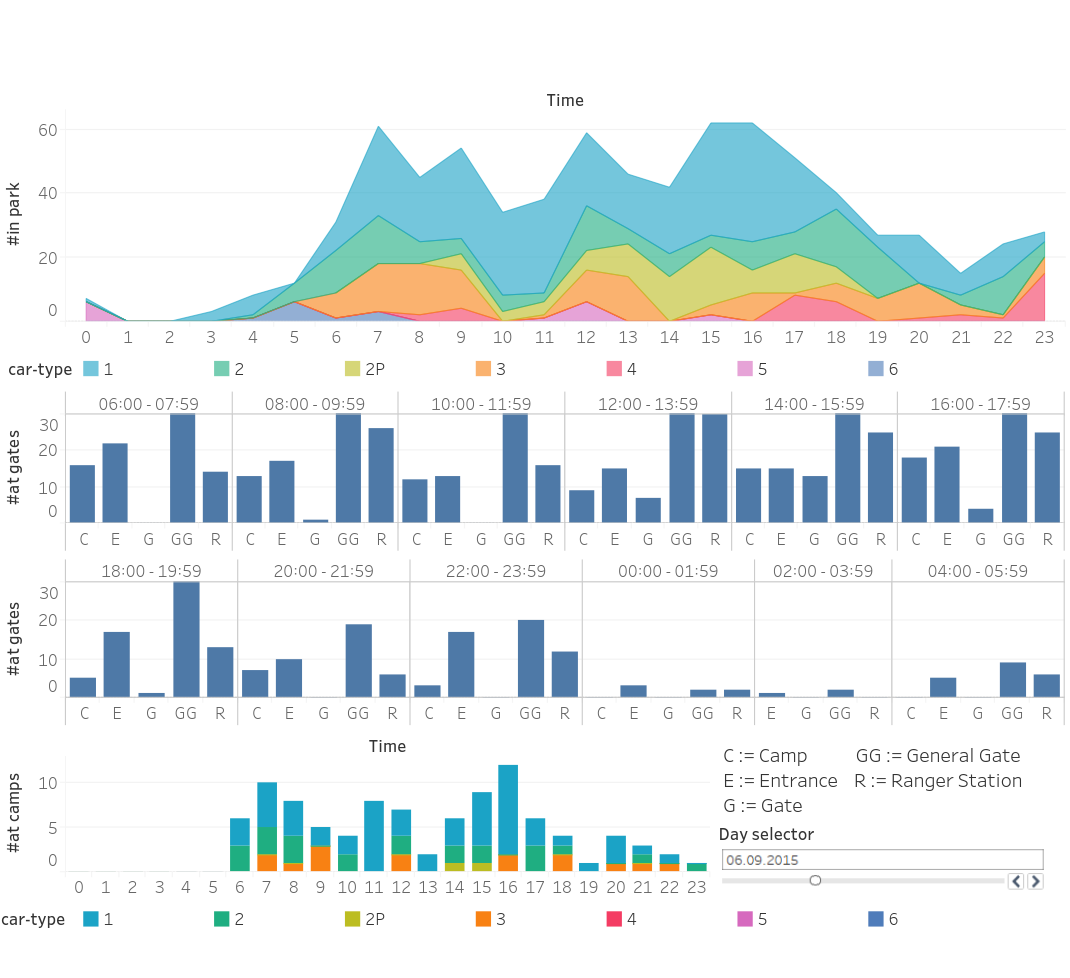 Time
#in park
60
40
20
0
0 1 2 3 4 5 6 7 8 9 10 11 12 13 14 15 16 17 18 19 20 21 22 23
car-type 1 2 2P 3 4 5 6
06:00 - 07:59 08:00 - 09:59 10:00 - 11:59 12:00 - 13:59 14:00 - 15:59 16:00 - 17:59
#at gates
30
20
10
0
C E G GG R C E G GG R C E G GG R C E G GG R C E G GG R C E G GG R
18:00 - 19:59 20:00 - 21:59 22:00 - 23:59 00:00 - 01:59 02:00 - 03:59 04:00 - 05:59
#at gates
30
20
10
0
C E G GG R C E G GG R C E G GG R C E G GG R E G GG R C E G GG R
Time
#at camps
10
5
0
0 1 2 3 4 5 6 7 8 9 10 11 12 13 14 15 16 17 18 19 20 21 22 23
C := Camp GG := General Gate
E := Entrance R := Ranger Station
G := Gate
Day selector
06.09.2015
car-type 1 2 2P 3 4 5 6